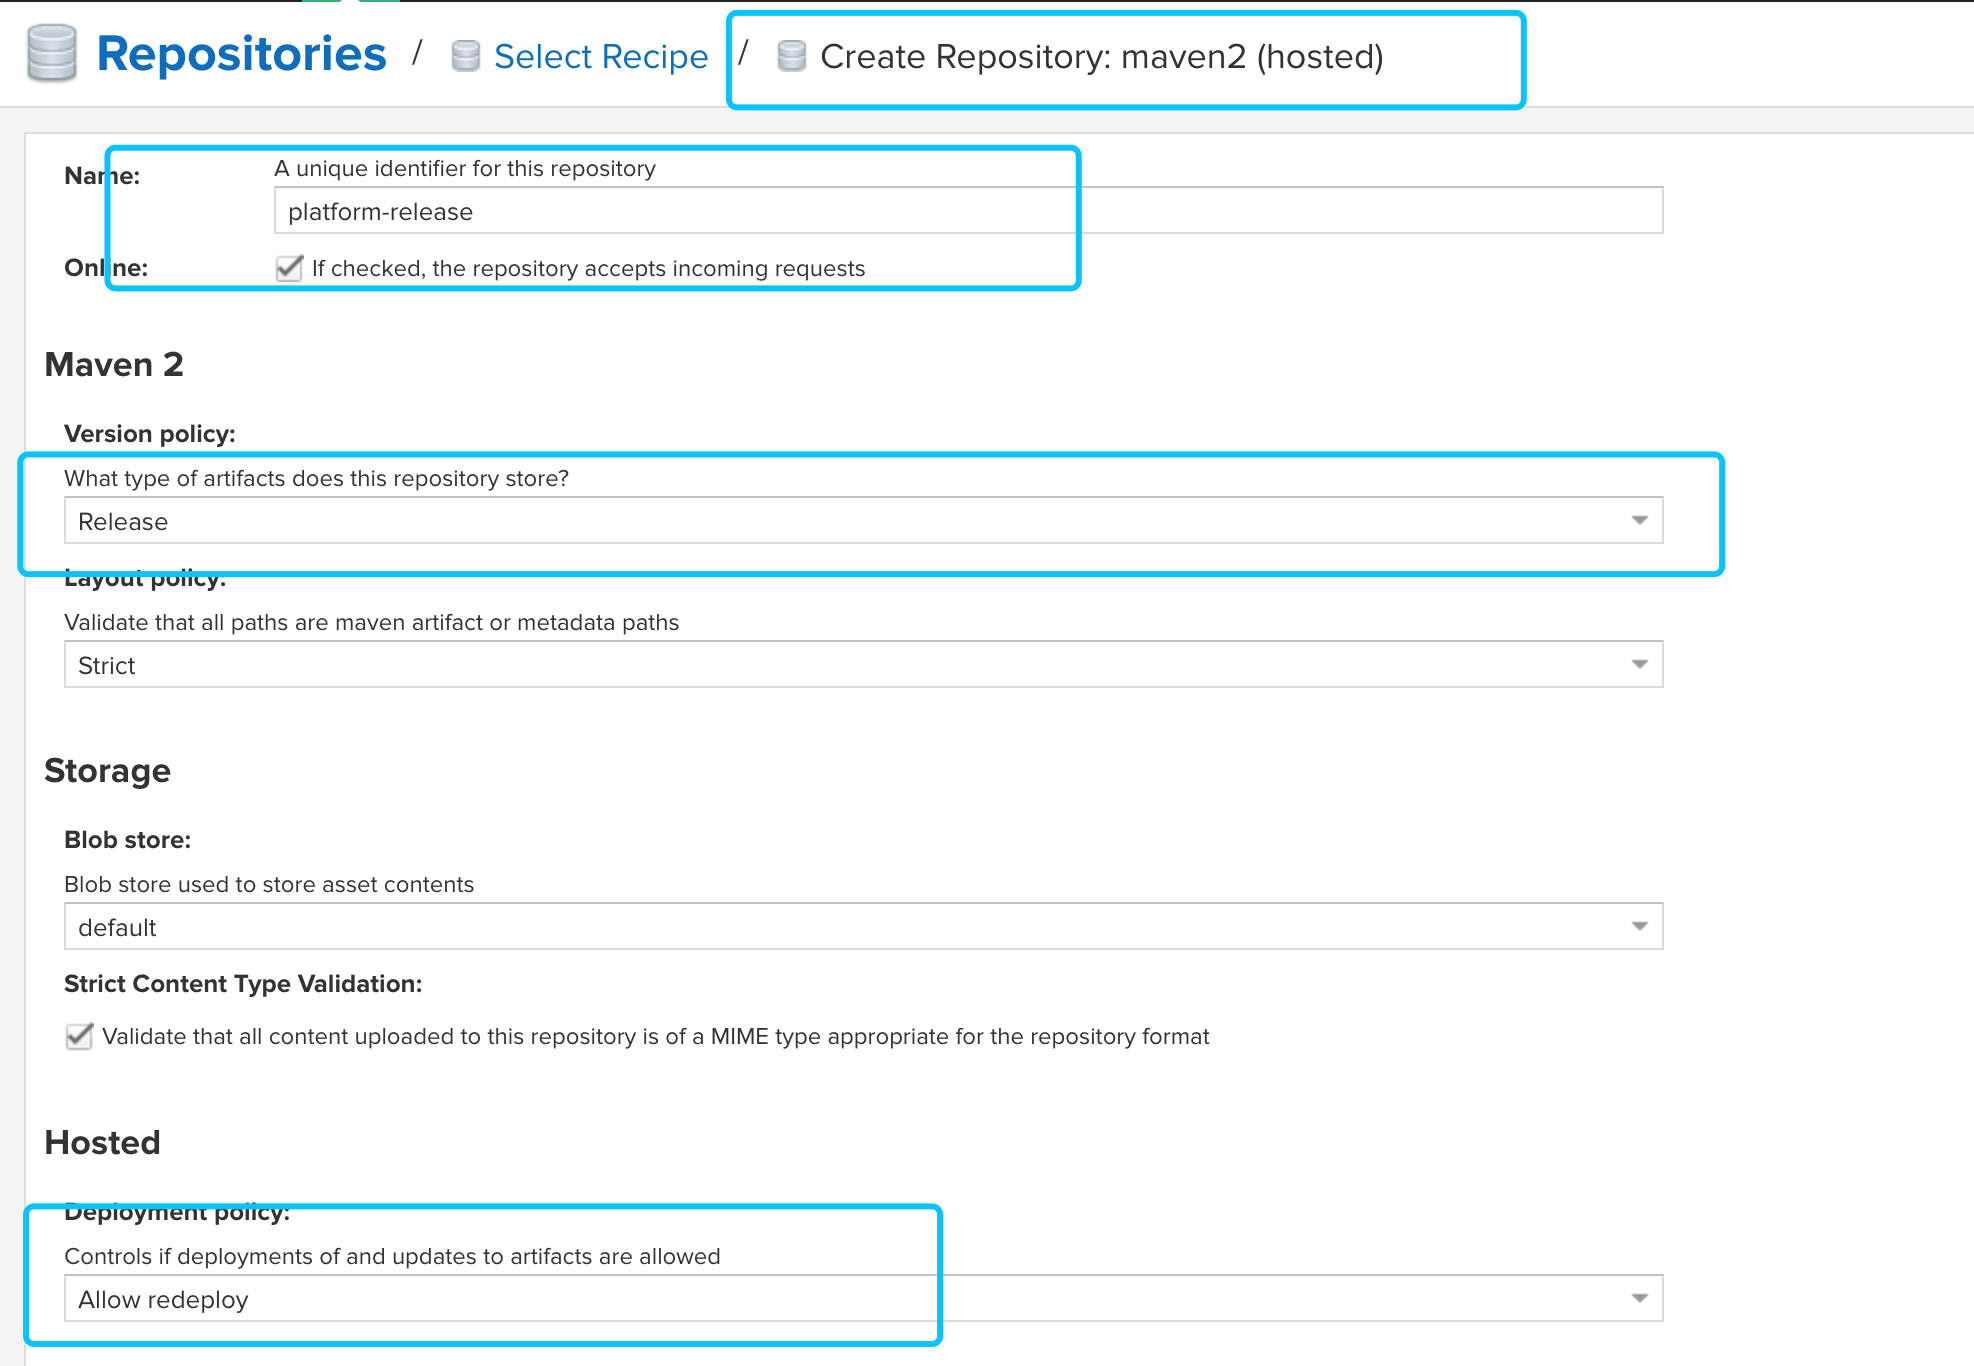 Repositories / Select Recipe / Create Repository: maven2 (hosted)
Name: A unique identifier for this repository
platform-release
Online: If checked, the repository accepts incoming requests
Maven 2
Version policy:
What type of artifacts does this repository store?
Release
Layout policy:
Validate that all paths are maven artifact or metadata paths
Strict
Storage
Blob store:
Blob store used to store asset contents
default
Strict Content Type Validation:
Validate that all content uploaded to this repository is of a MIME type appropriate for the repository format
Hosted
Deployment policy:
Controls if deployments of and updates to artifacts are allowed
Allow redeploy